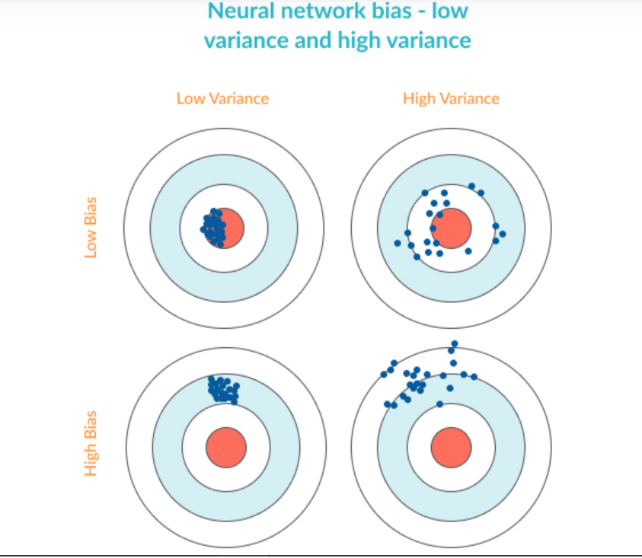 Neural network bias - low
variance and high variance
Low Variance
High Variance
Low Bias
High Bias